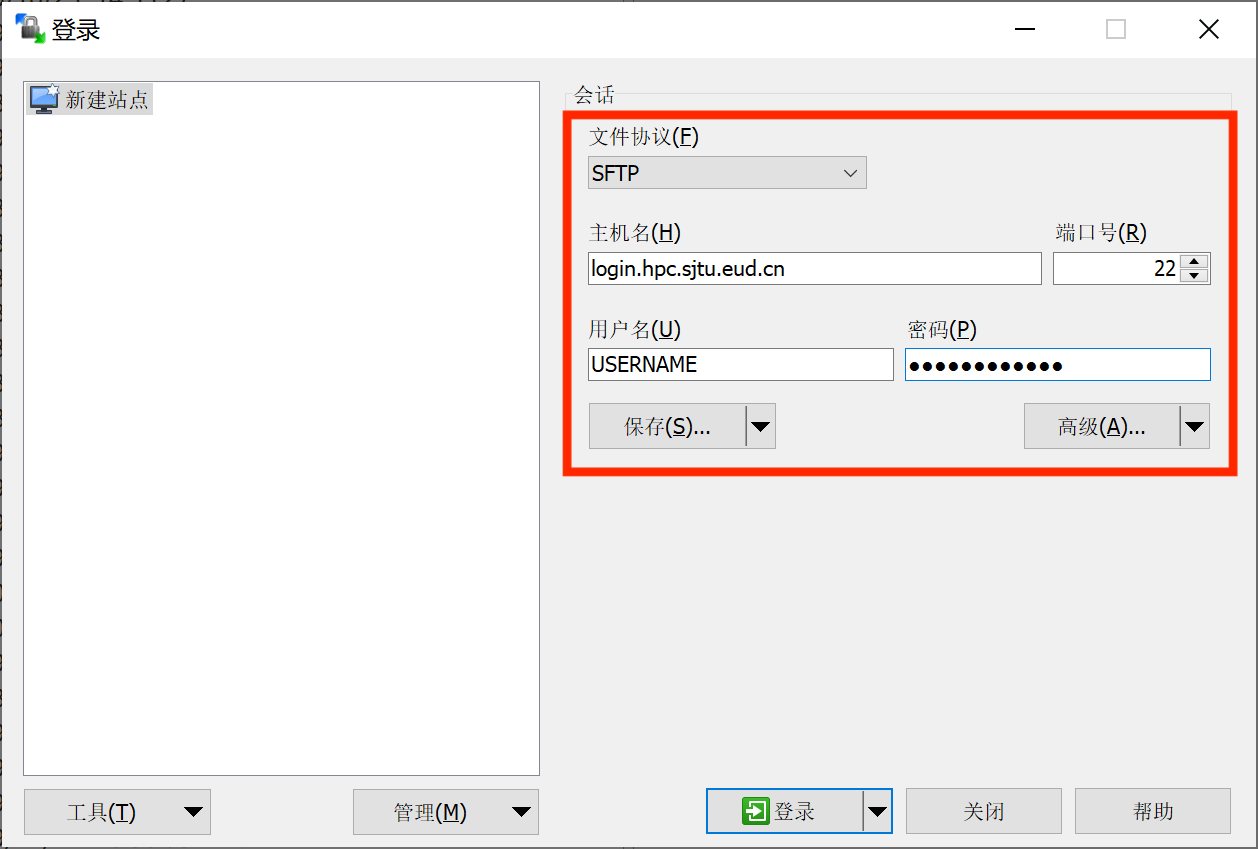 登录
新建站点
会话
文件协议(F)
SFTP
主机名(H) 端口号(R)
login.hpc.sjtu.eud.cn 22
用户名(U) 密码(P)
USERNAME ●●●●●●●●●●●●
保存(S)... 高级(A)...
工具(T) 管理(M) 登录 关闭 帮助